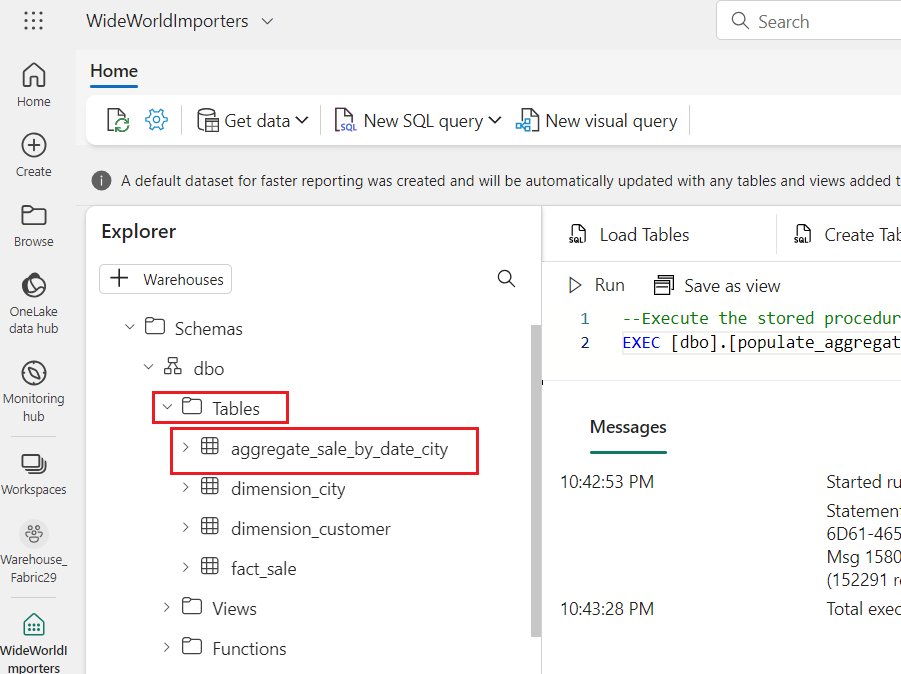 WideWorldImporters
Search
Home
Create
Browse
OneLake
data hub
Monitoring
hub
Workspaces
Warehouse_
Fabric29
WideWorldI
mporters
Home
Get data
SQL New SQL query
New visual query
A default dataset for faster reporting was created and will be automatically updated with any tables and views added t
Explorer
Warehouses
Schemas
dbo
Tables
aggregate_sale_by_date_city
dimension_city
dimension_customer
fact_sale
Views
Functions
SQL Load Tables
SQL Create Tab
Run
Save as view
1 --Execute the stored procedur
2 EXEC [dbo].[populate_aggregat
Messages
10:42:53 PM Started ru
Statement
6D61-465
Msg 1580
(152291 r
10:43:28 PM Total exec